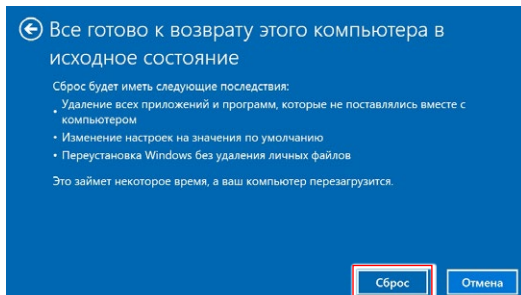 Все готово к возврату этого компьютера в
исходное состояние
Сброс будет иметь следующие последствия:
• Удаление всех приложений и программ, которые не поставлялись вместе с
компьютером
• Изменение настроек на значения по умолчанию
• Переустановка Windows без удаления личных файлов
Это займет некоторое время, а ваш компьютер перезагрузится.
Сброс Отмена